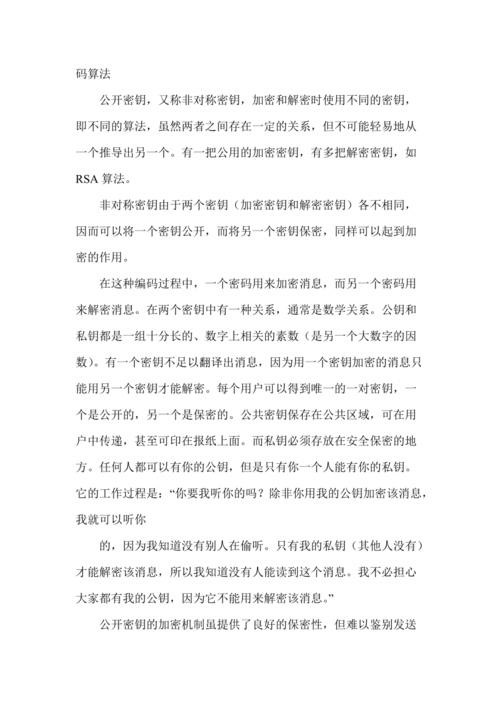 码算法
公开密钥，又称非对称密钥，加密和解密时使用不同的密钥，
即不同的算法，虽然两者之间存在一定的关系，但不可能轻易地从
一个推导出另一个。有一把公用的加密密钥，有多把解密密钥，如
RSA 算法。
非对称密钥由于两个密钥（加密密钥和解密密钥）各不相同，
因而可以将一个密钥公开，而将另一个密钥保密，同样可以起到加
密的作用。
在这种编码过程中，一个密码用来加密消息，而另一个密码用
来解密消息。在两个密钥中有一种关系，通常是数学关系。公钥和
私钥都是一组十分长的、数字上相关的素数（是另一个大数字的因
数）。有一个密钥不足以翻译出消息，因为用一个密钥加密的消息只
能用另一个密钥才能解密。每个用户可以得到唯一的一对密钥，一
个是公开的，另一个是保密的。公共密钥保存在公共区域，可在用
户中传递，甚至可印在报纸上面。而私钥必须存放在安全保密的地
方。任何人都可以有你的公钥，但是只有你一个人能有你的私钥。
它的工作过程是：“你要我听你的吗？除非你用我的公钥加密该消息，
我就可以听你
的，因为我知道没有别人在偷听。只有我的私钥（其他人没有）
才能解密该消息，所以我知道没有人能读到这个消息。我不必担心
大家都有我的公钥，因为它不能用来解密该消息。”
公开密钥的加密机制虽提供了良好的保密性，但难以鉴别发送